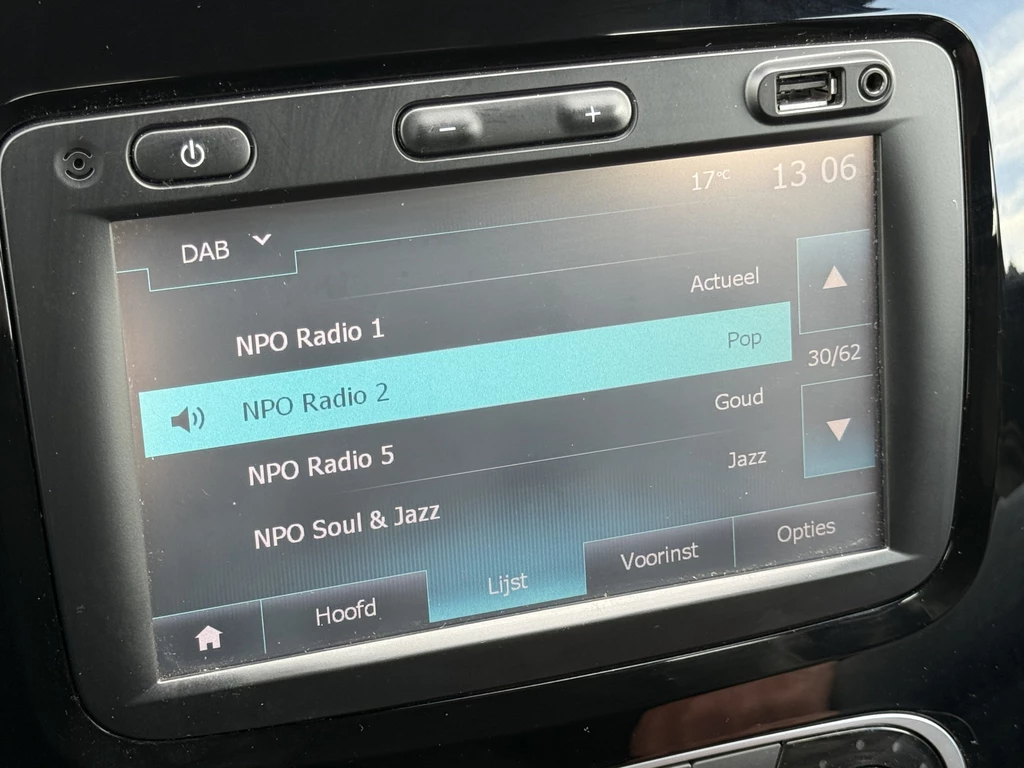 − +
17°C 13 06
DAB
NPO Radio 1 Actueel
NPO Radio 2 Pop
30/62
NPO Radio 5 Goud
NPO Soul & Jazz Jazz
Hoofd Lijst Voorinst Opties